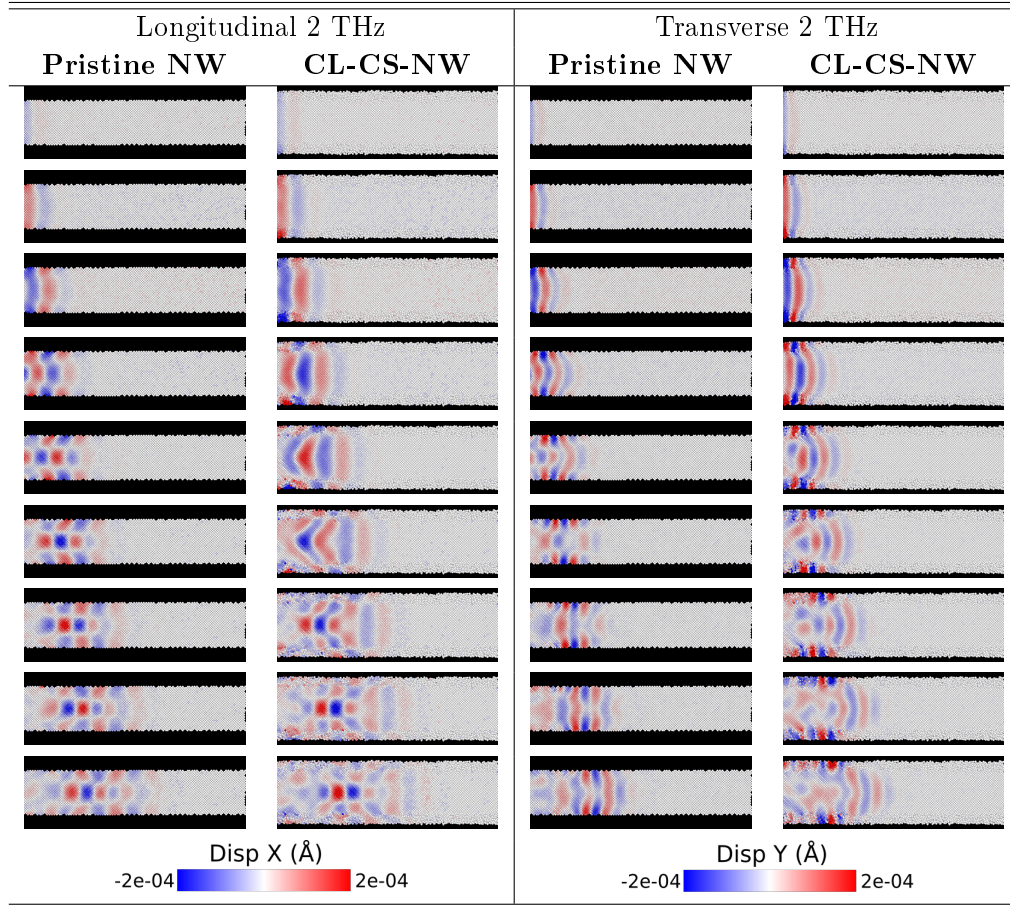 Longitudinal 2 THz
Transverse 2 THz
Pristine NW
CL-CS-NW
Pristine NW
CL-CS-NW
Disp X (Å)
-2e-04
2e-04
Disp Y (Å)
-2e-04
2e-04